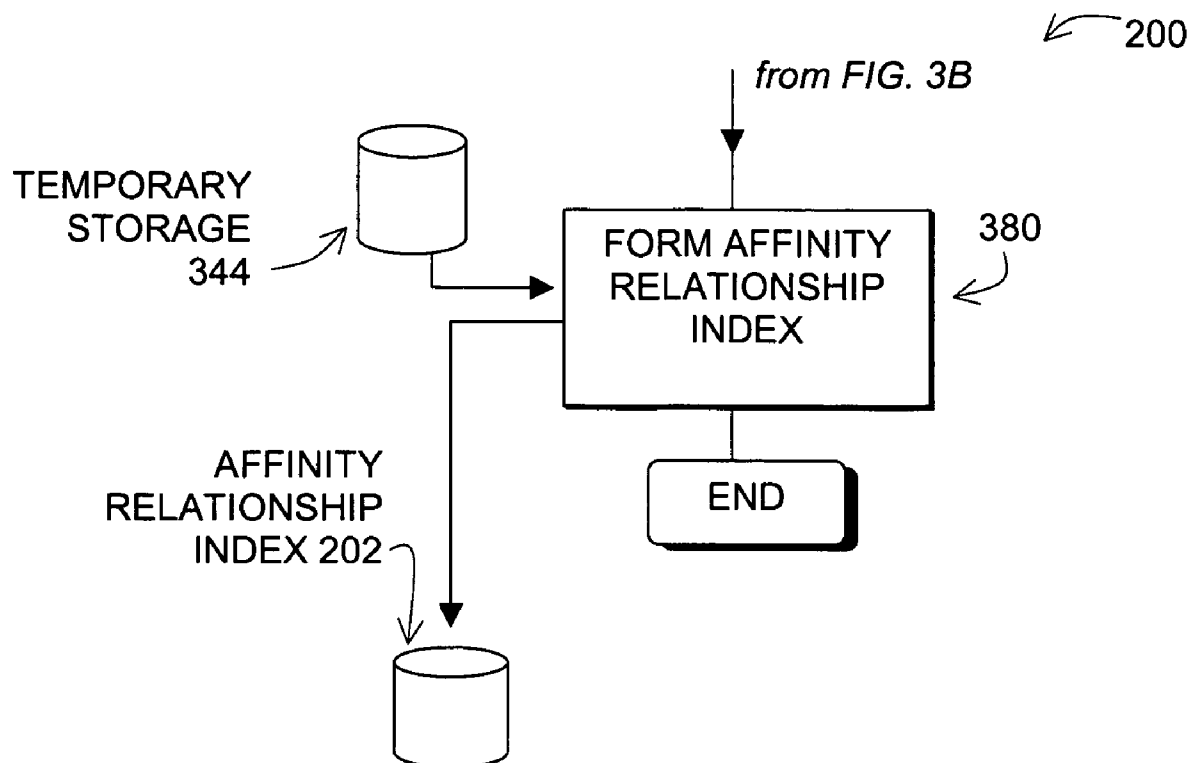 200
from FIG. 3B
TEMPORARY
STORAGE
344
FORM AFFINITY
RELATIONSHIP
INDEX
380
AFFINITY
RELATIONSHIP
INDEX 202
END